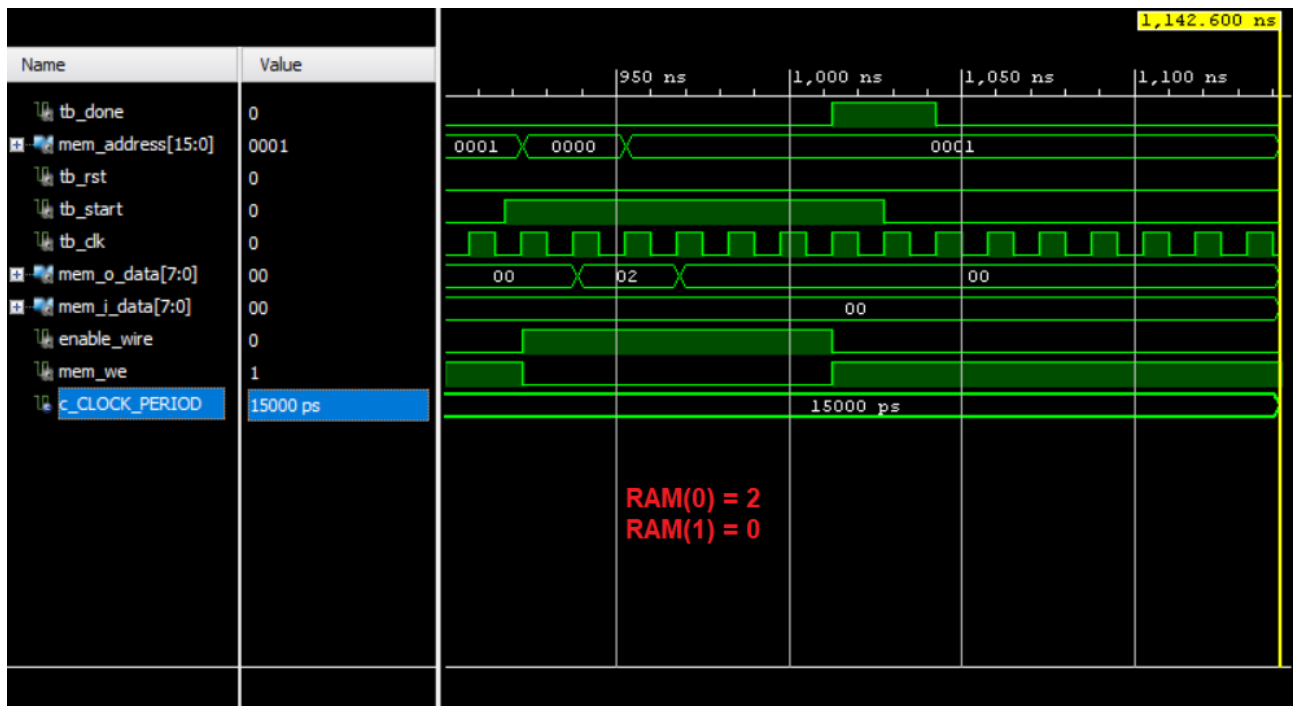 1,142.600 ns
Name Value
950 ns 1,000 ns 1,050 ns 1,100 ns
tb_done 0
mem_address[15:0] 0001 0001 0000 0001
tb_rst 0
tb_start 0
tb_clk 0
mem_o_data[7:0] 00 00 02 00
mem_i_data[7:0] 00 00
enable_wire 0
mem_we 1
c_CLOCK_PERIOD 15000 ps 15000 ps
RAM(0) = 2
RAM(1) = 0